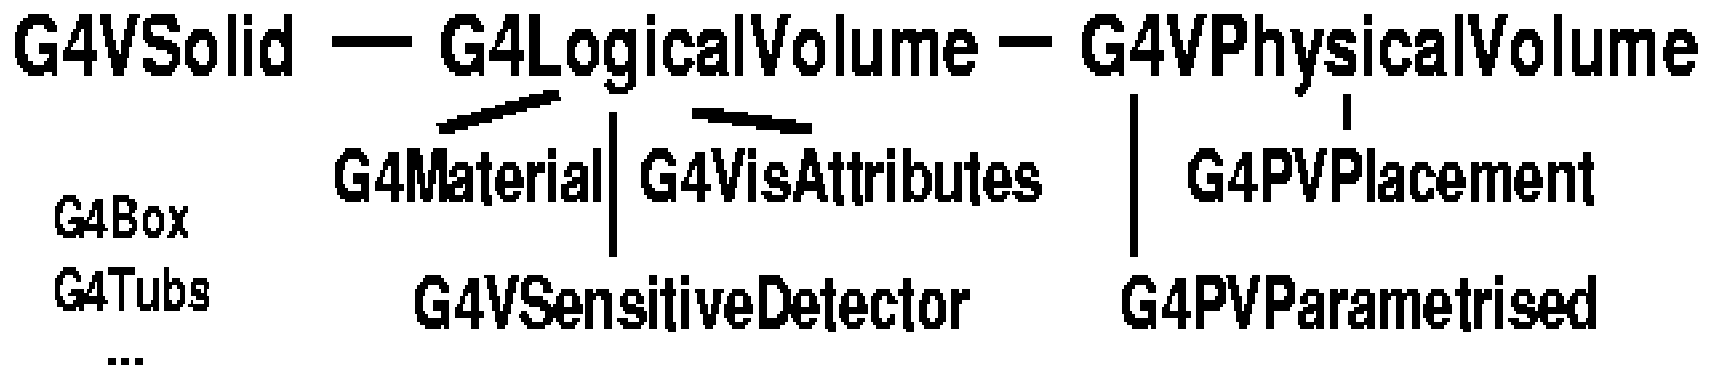 G4VSolid — G4LogicalVolume — G4VPhysicalVolume
G4Material G4VisAttributes G4PVPlacement
G4Box
G4Tubs
G4VSensitiveDetector G4PVParametrised
...